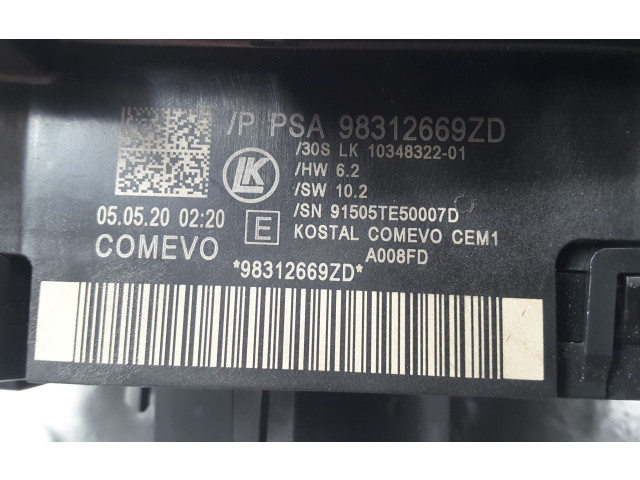 /P PSA 98312669ZD
/30S LK 10348322-01
/HW 6.2
LK
/SW 10.2
05.05.20 02:20
/SN 91505TE50007D
E
KOSTAL COMEVO CEM1
COMEVO
A008FD
*98312669ZD*